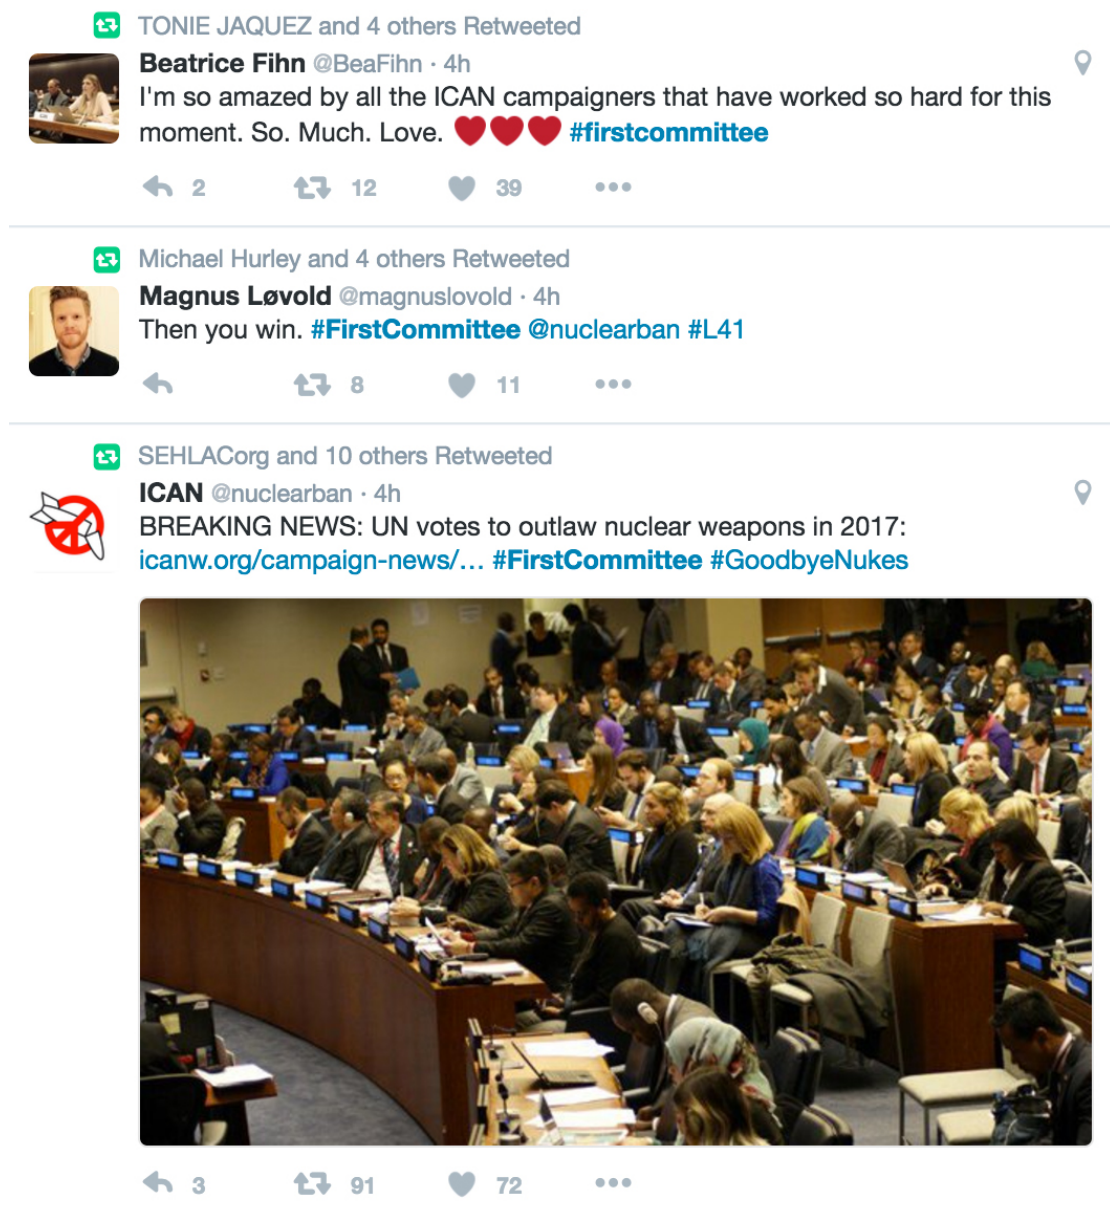 TONIE JAQUEZ and 4 others Retweeted
Beatrice Fihn @BeaFihn · 4h
I'm so amazed by all the ICAN campaigners that have worked so hard for this
moment. So. Much. Love. ❤❤❤ #firstcommittee
2 12 39
Michael Hurley and 4 others Retweeted
Magnus Løvold @magnuslovold · 4h
Then you win. #FirstCommittee @nuclearban #L41
8 11
SEHLACorg and 10 others Retweeted
ICAN @nuclearban · 4h
BREAKING NEWS: UN votes to outlaw nuclear weapons in 2017:
icanw.org/campaign-news/… #FirstCommittee #GoodbyeNukes
3 91 72